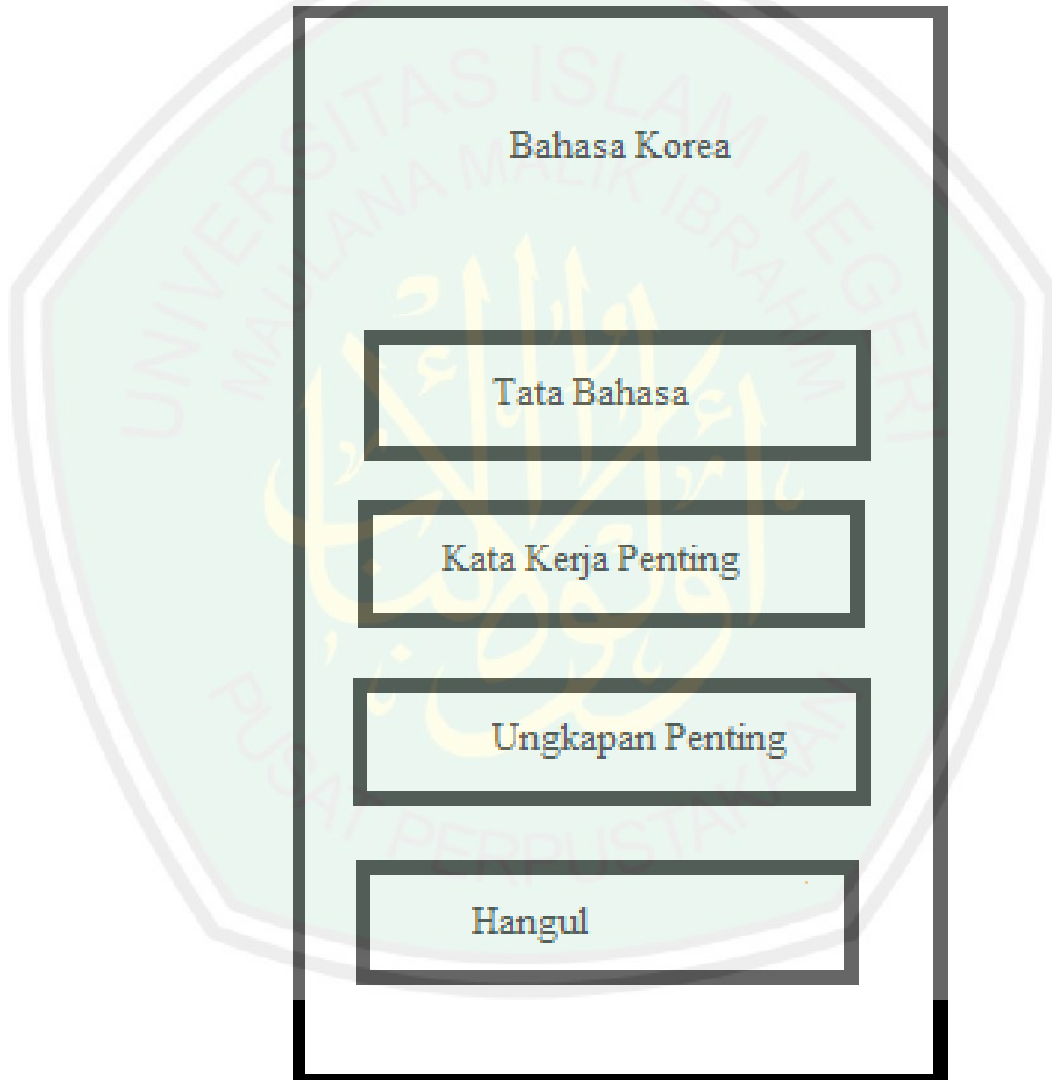 UNIVERSITAS ISLAM NEGERI
MAULANA MALIK IBRAHIM
Bahasa Korea
Tata Bahasa
Kata Kerja Penting
Ungkapan Penting
Hangul
PUSAT PERPUSTAKAAN